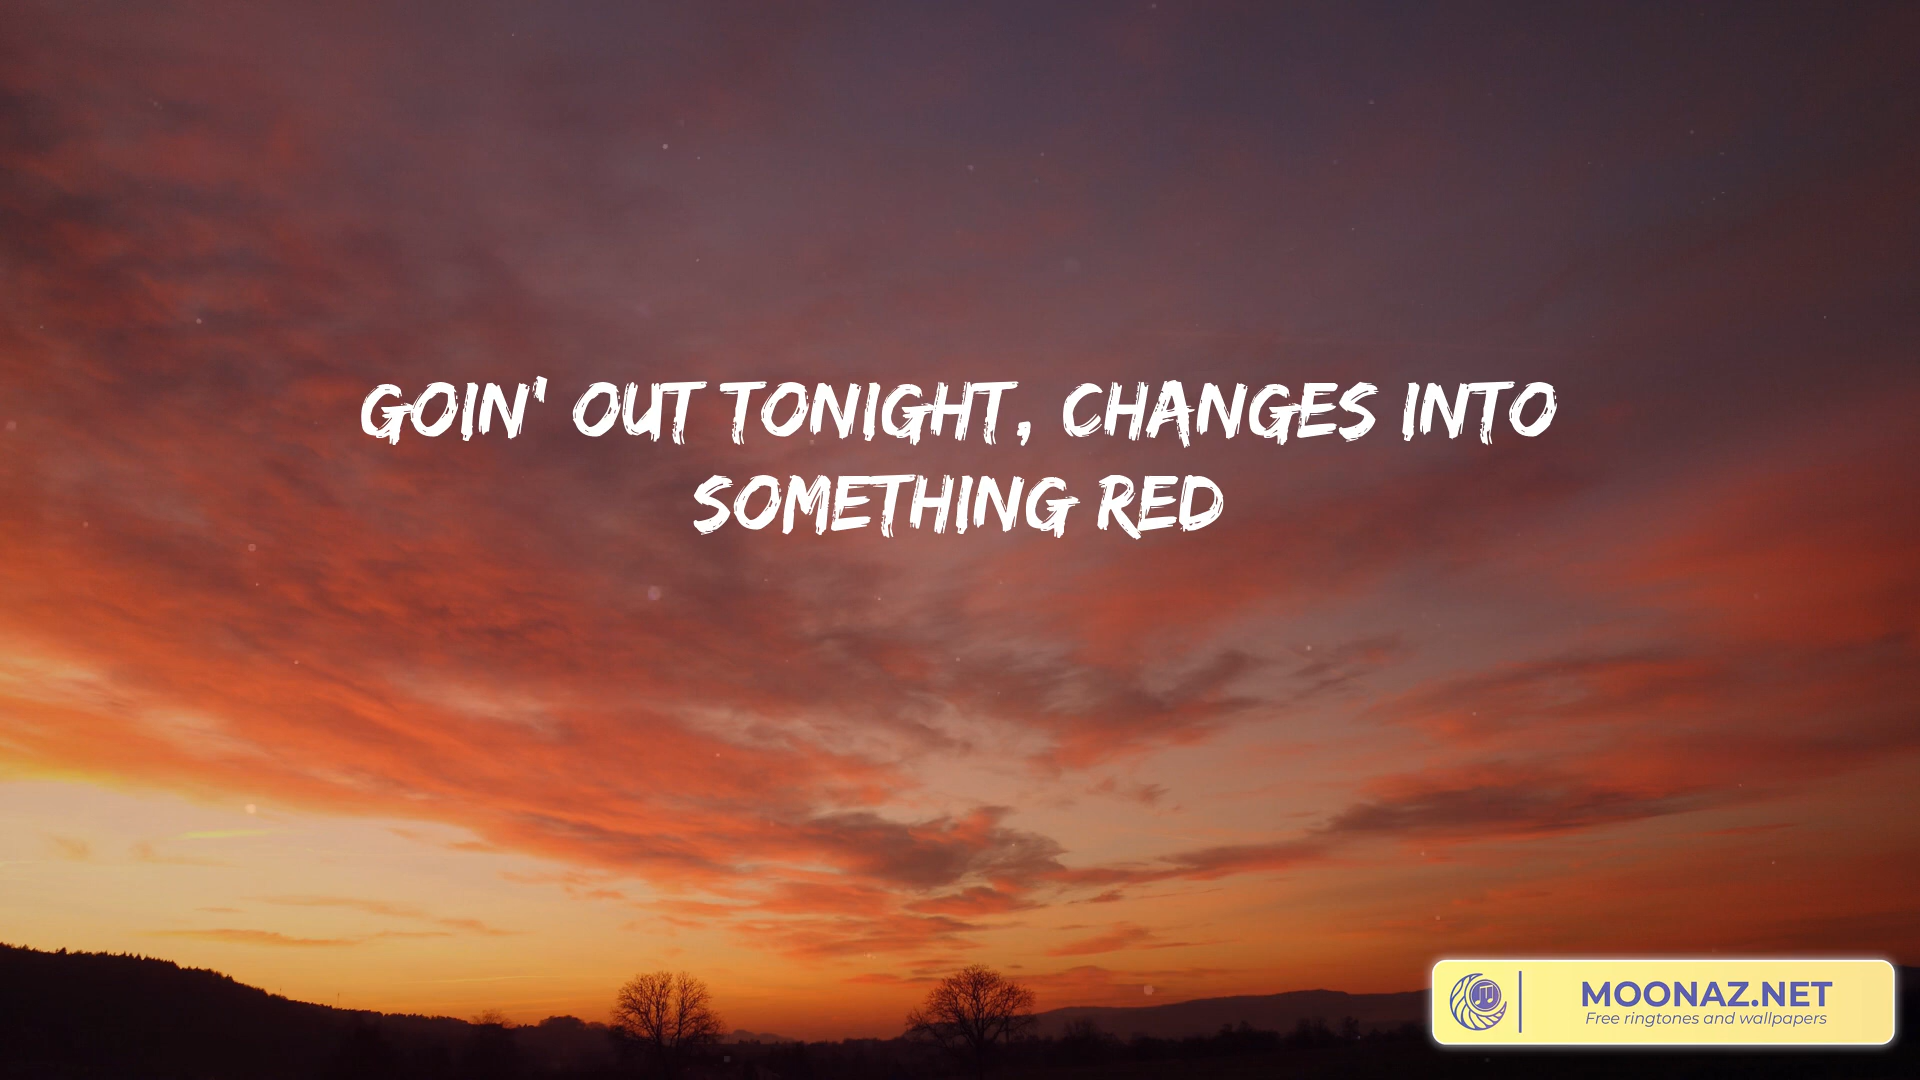 GOIN' OUT TONIGHT, CHANGES INTO
SOMETHING RED
MOONAZ.NET
Free ringtones and wallpapers